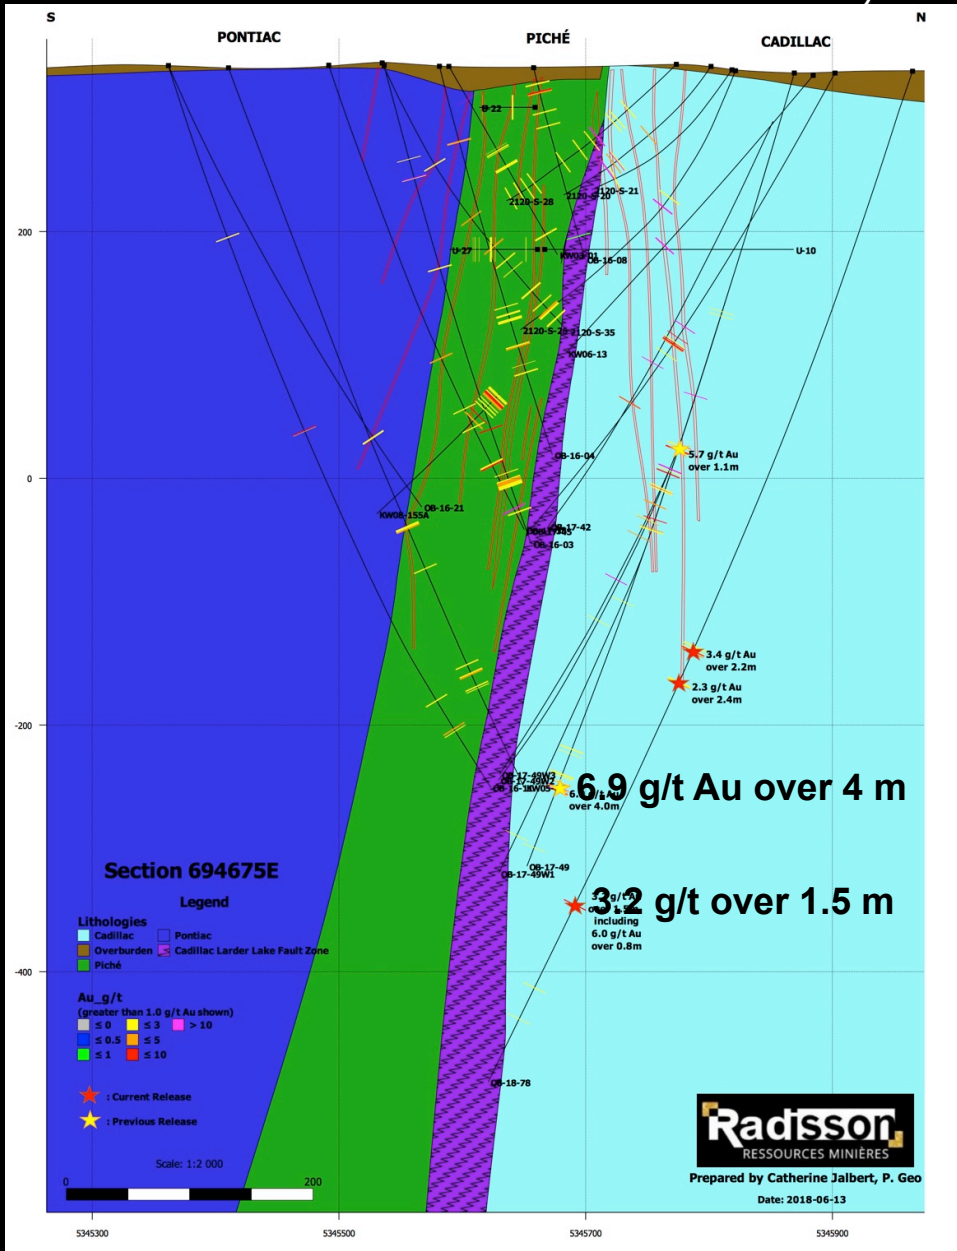 S
N
PONTIAC
PICHÉ
CADILLAC
U-22
2120-S-28
2120-S-20
2120-S-21
200
U-27
U-10
KW03-01
OB-16-08
2120-S-35
KW06-13
OB-16-04
5.7 g/t Au
over 1.1m
0
OB-16-21
KW08-155A
OB-17-42
OB-16-03
3.4 g/t Au
over 2.2m
2.3 g/t Au
over 2.4m
-200
OB-17-49W3
OB-17-49W2
6.9 g/t Au over 4 m
over 4.0m
OB-17-49
OB-17-49W1
3.2 g/t over 1.5 m
including
6.0 g/t Au
over 0.8m
-400
OB-18-78
Section 694675E
Legend
Lithologies
Cadillac
Pontiac
Overburden
Cadillac Larder Lake Fault Zone
Piché
Au_g/t
(greater than 1.0 g/t Au shown)
≤ 0
≤ 3
> 10
≤ 0.5
≤ 5
≤ 1
≤ 10
: Current Release
: Previous Release
Scale: 1:2 000
0
200
Radisson
RESSOURCES MINIÈRES
Prepared by Catherine Jalbert, P. Geo
Date: 2018-06-13
5345300
5345500
5345700
5345900